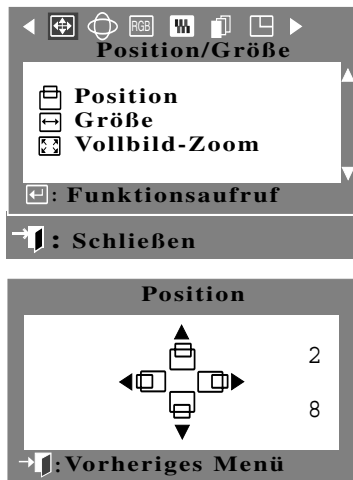 RGB
Position/Größe
Position
Größe
Vollbild-Zoom
: Funktionsaufruf
: Schließen
Position
2
8
:Vorheriges Menü